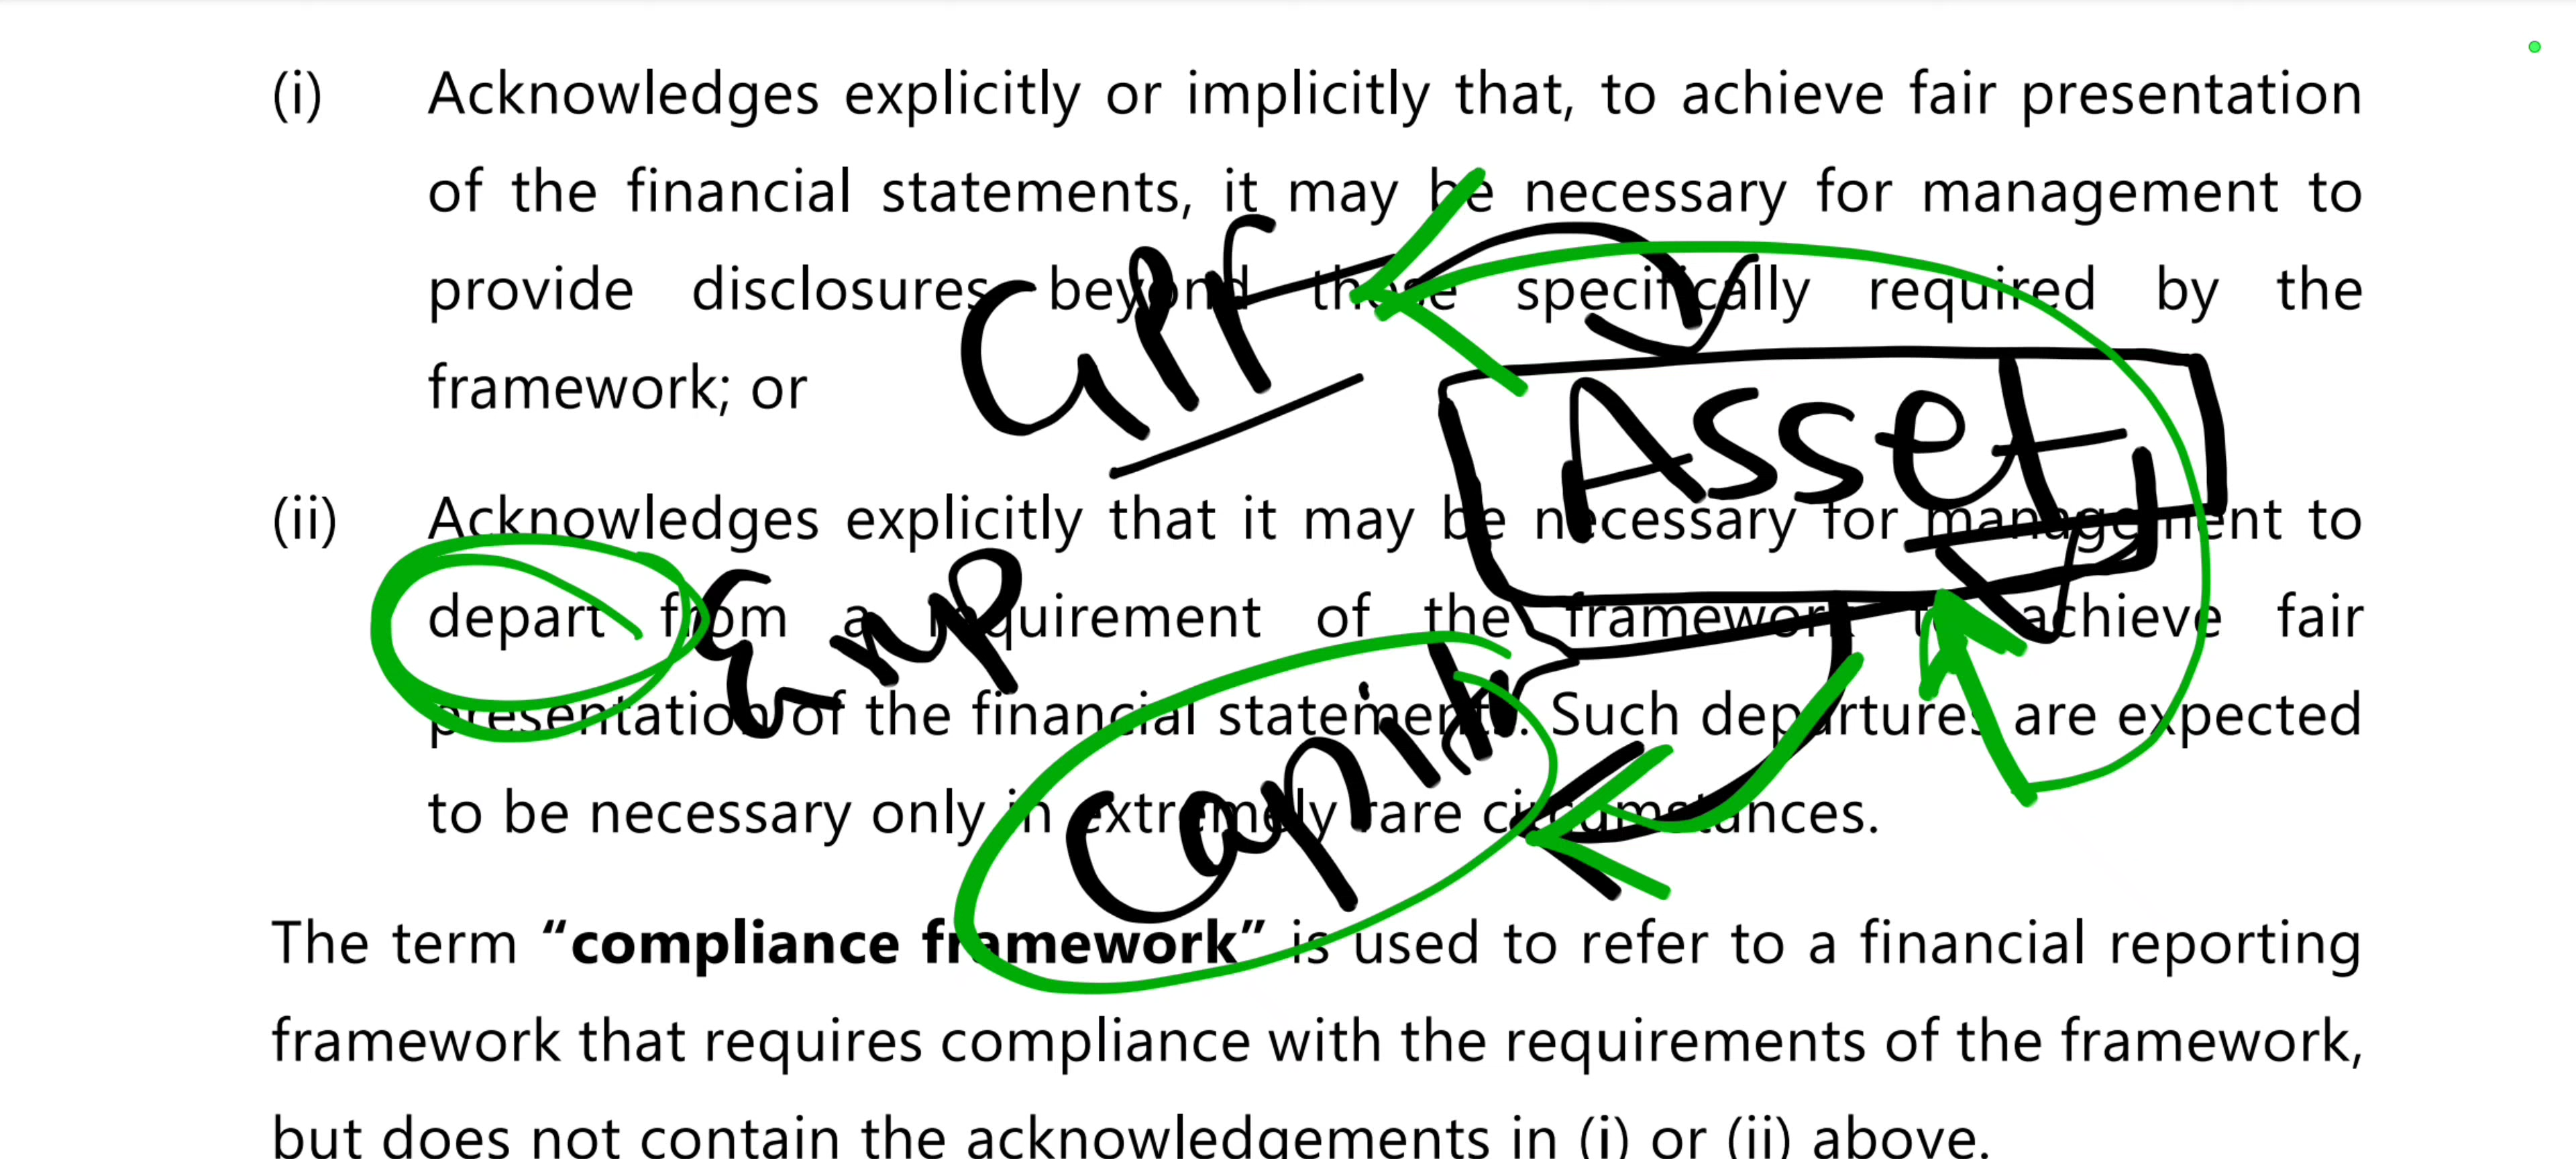 (i) Acknowledges explicitly or implicitly that, to achieve fair presentation
of the financial statements, it may be necessary for management to
provide disclosures beyond those specifically required by the
framework; or
Asset
(ii) Acknowledges explicitly that it may be necessary for management to
depart from a requirement of the framework to achieve fair
Emp
presentation of the financial statements. Such departures are expected
to be necessary only in extremely rare circumstances.
The term “compliance framework” is used to refer to a financial reporting
framework that requires compliance with the requirements of the framework,
but does not contain the acknowledgements in (i) or (ii) above.